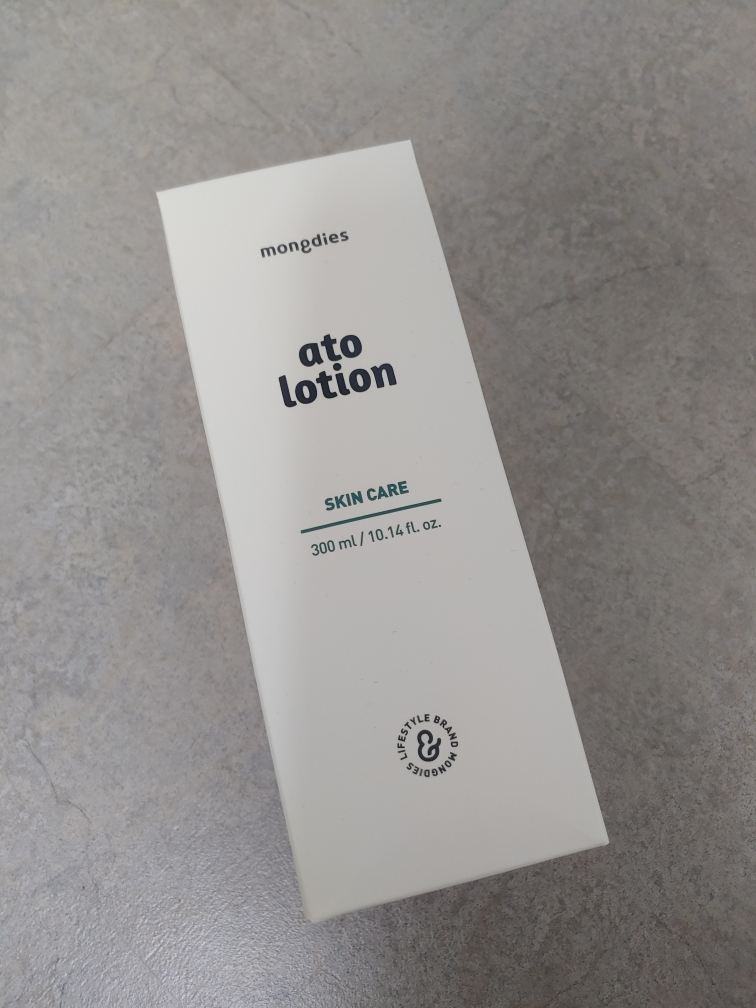 mongdies
ato
lotion
SKIN CARE
300 ml / 10.14 fl. oz.
LIFESTYLE BRAND MONGDIES
&